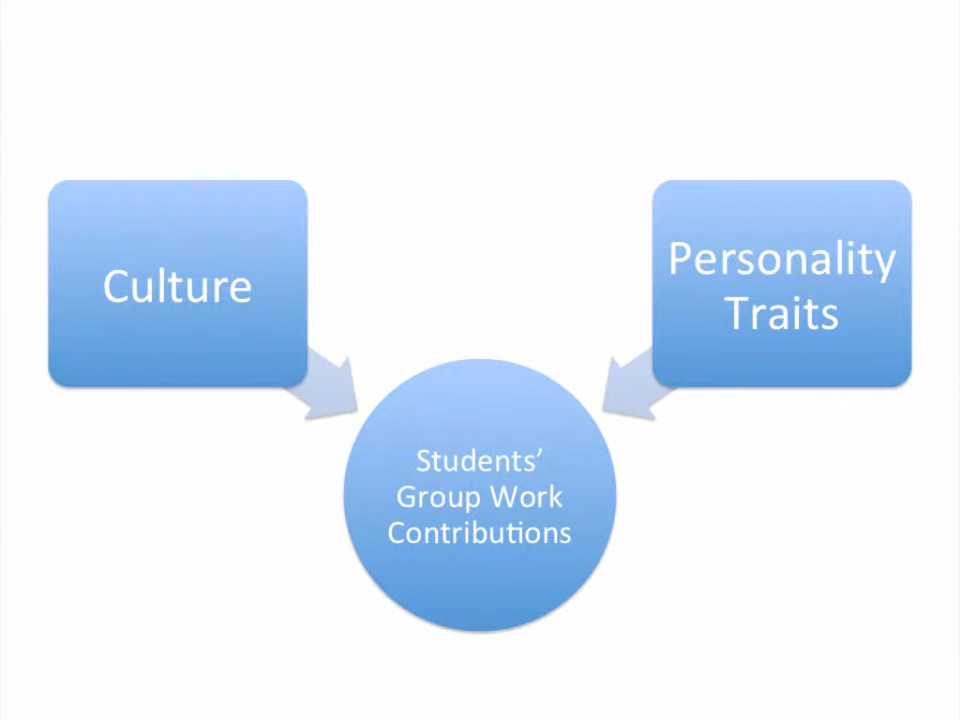 Culture
Personality
Traits
Students’
Group Work
Contributions